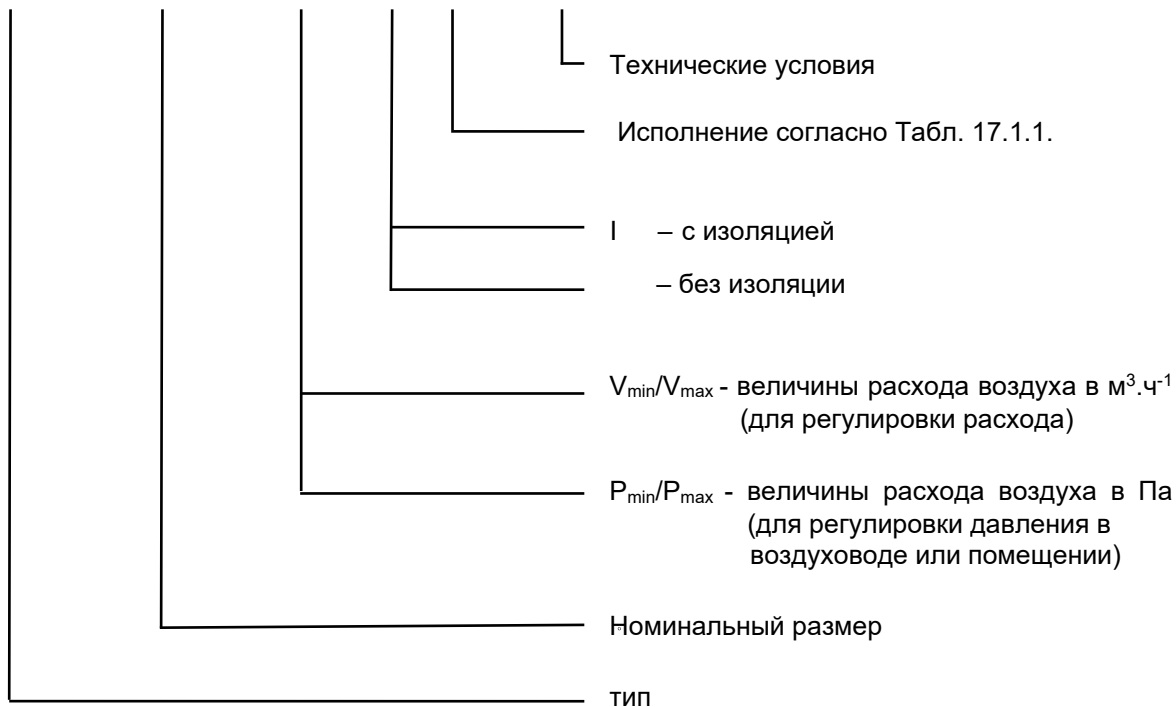 Технические условия
Исполнение согласно Табл. 17.1.1.
I – с изоляцией
– без изоляции
Vmin/Vmax - величины расхода воздуха в м³.ч⁻¹
(для регулировки расхода)
Pmin/Pmax - величины расхода воздуха в Па
(для регулировки давления в
воздуховоде или помещении)
Номинальный размер
тип